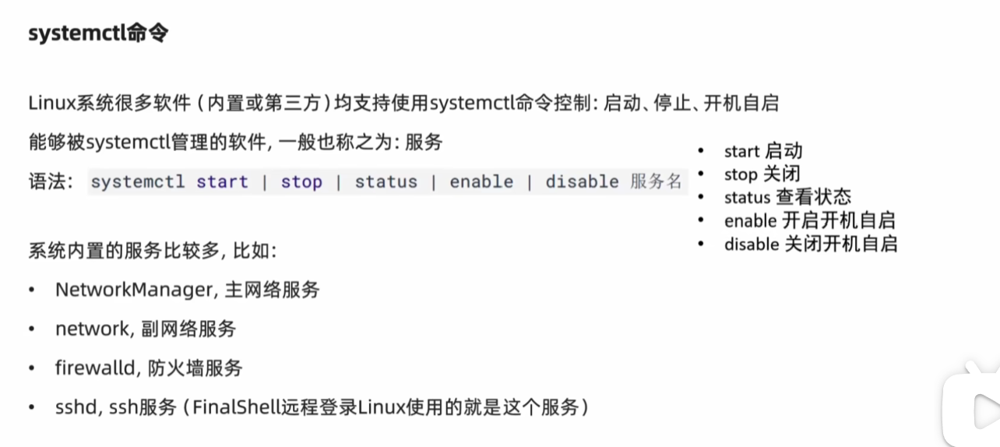 systemctl命令
Linux系统很多软件（内置或第三方）均支持使用systemctl命令控制：启动、停止、开机自启
能够被systemctl管理的软件, 一般也称之为：服务
语法： systemctl start | stop | status | enable | disable 服务名
• start 启动
• stop 关闭
• status 查看状态
• enable 开启开机自启
• disable 关闭开机自启
系统内置的服务比较多, 比如：
• NetworkManager, 主网络服务
• network, 副网络服务
• firewalld, 防火墙服务
• sshd, ssh服务（FinalShell远程登录Linux使用的就是这个服务）